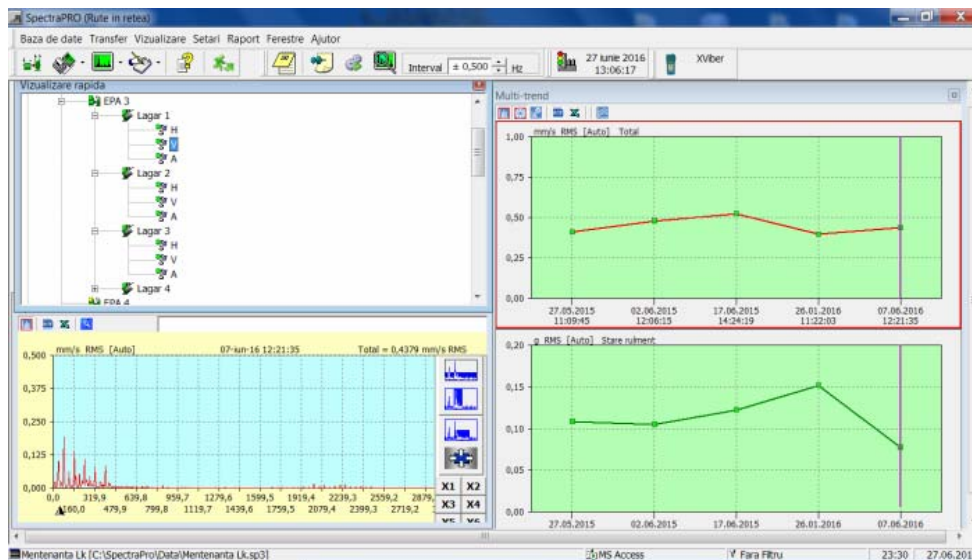 SpectraPRO (Rute in retea)
Baza de date Transfer Vizualizare Setari Raport Ferestre Ajutor
Interval ± 0,500 Hz
27 Iunie 2016
13:06:17
XViber
Vizualizare rapida
EPA 3
Lagar 1
H
V
A
Lagar 2
H
V
A
Lagar 3
H
V
A
Lagar 4
EPA 4
mm/s RMS [Auto] 07-iun-16 12:21:35 Total = 0,4379 mm/s RMS
0,500
0,375
0,250
0,125
0,000
0,0 319,9 639,8 959,7 1279,6 1599,5 1919,4 2239,3 2559,2 2879,
160,0 479,9 799,8 1119,7 1439,6 1759,5 2079,4 2399,3 2719,2
X1 X2
X3 X4
X5 X6
Multi-trend
mm/s RMS [Auto] Total
1,00
0,75
0,50
0,25
0,00
27.05.2015 02.06.2015 17.06.2015 26.01.2016 07.06.2016
11:09:45 12:06:15 14:24:19 11:22:03 12:21:35
g RMS [Auto] Stare rulment
0,20
0,15
0,10
0,05
0,00
27.05.2015 02.06.2015 17.06.2015 26.01.2016 07.06.2016
Mentenanta Lk [C:\SpectraPro\Data\Mentenanta Lk.sp3] MS Access Fara Filtru 23:30 27.06.201